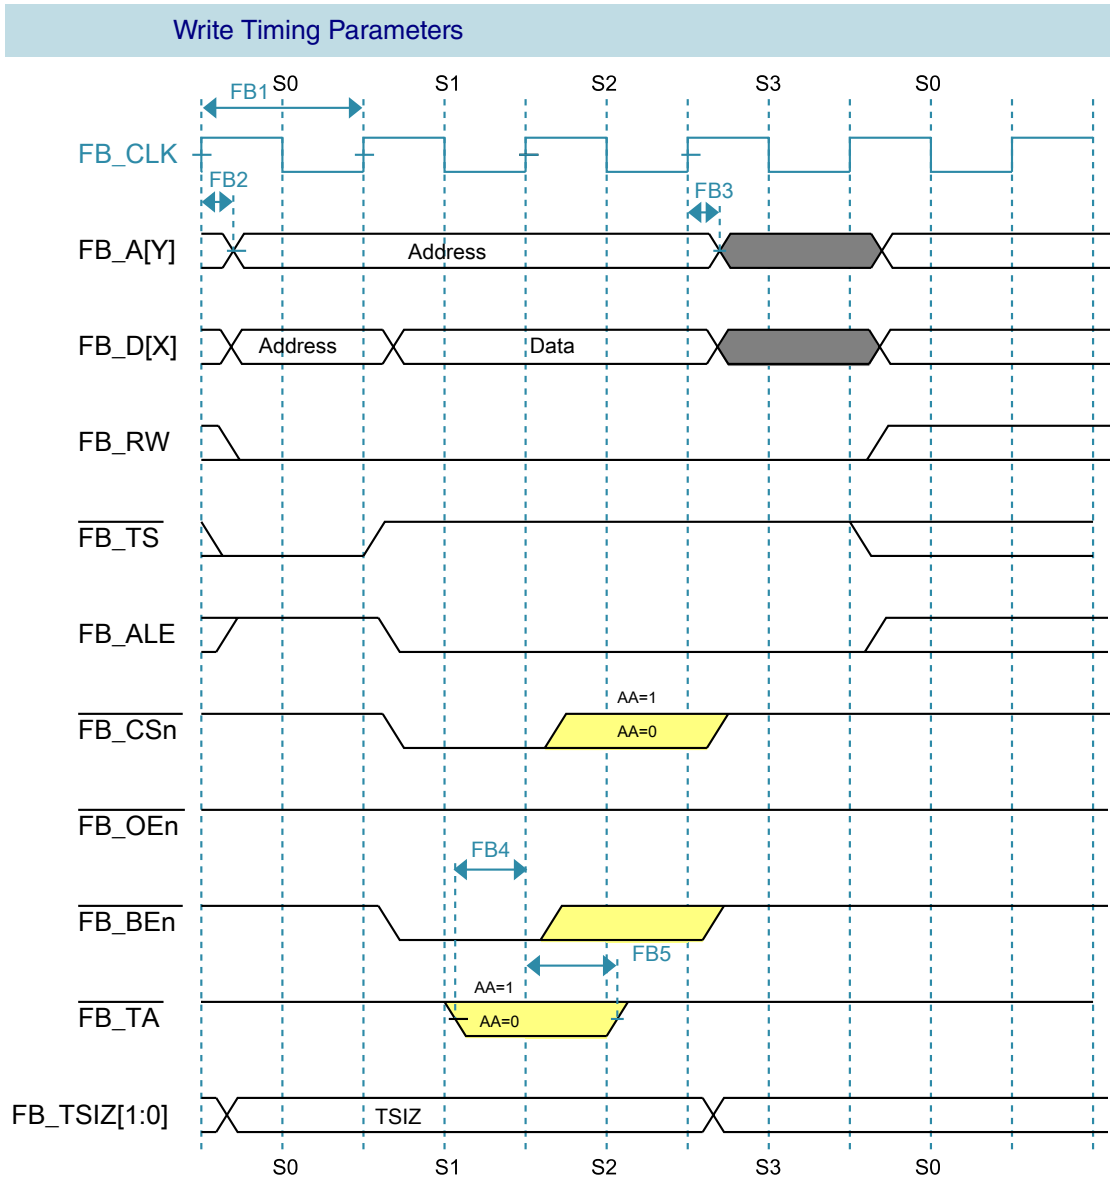 Write Timing Parameters
S0 S1 S2 S3 S0
FB1
FB_CLK
FB2 FB3
FB_A[Y] Address
FB_D[X] Address Data
FB_RW
FB_TS
FB_ALE
AA=1
FB_CSn AA=0
FB_OEn
FB4
FB_BEn
FB5
AA=1
FB_TA AA=0
FB_TSIZ[1:0] TSIZ
S0 S1 S2 S3 S0